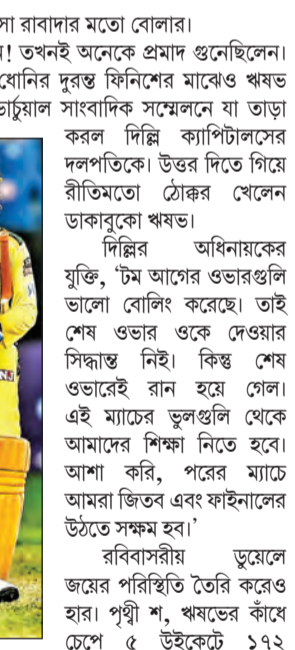 সা রাবাদার মতো বোলার।
! তখনই অনেকে প্রমাদ গুনেছিলেন।
ধোনির দুরন্ত ফিনিশের মাঝেও ঋষভ
ভার্চুয়াল সাংবাদিক সম্মেলনে যা তাড়া
করল দিল্লি ক্যাপিটালসের
দলপতিকে। উত্তর দিতে গিয়ে
রীতিমতো ঠোক্কর খেলেন
ডাকাবুকো ঋষভ।
দিল্লির অধিনায়কের
যুক্তি, ‘টম আগের ওভারগুলি
ভালো বোলিং করেছে। তাই
শেষ ওভার ওকে দেওয়ার
সিদ্ধান্ত নিই। কিন্তু শেষ
ওভারেই রান হয়ে গেল।
এই ম্যাচের ভুলগুলি থেকে
আমাদের শিক্ষা নিতে হবে।
আশা করি, পরের ম্যাচে
আমরা জিতব এবং ফাইনালের
উঠতে সক্ষম হব।’
রবিবাসরীয় ডুয়েলে
জয়ের পরিস্থিতি তৈরি করেও
হার। পৃথ্বী শ, ঋষভের কাঁধে
চেপে ৫ উইকেটে ১৭২